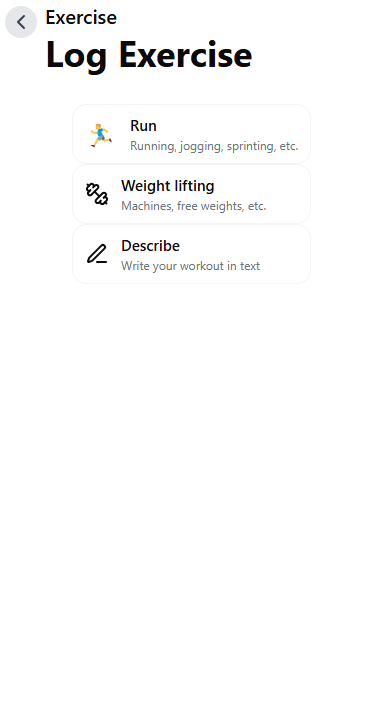 Exercise
Log Exercise
Run
Running, jogging, sprinting, etc.
Weight lifting
Machines, free weights, etc.
Describe
Write your workout in text